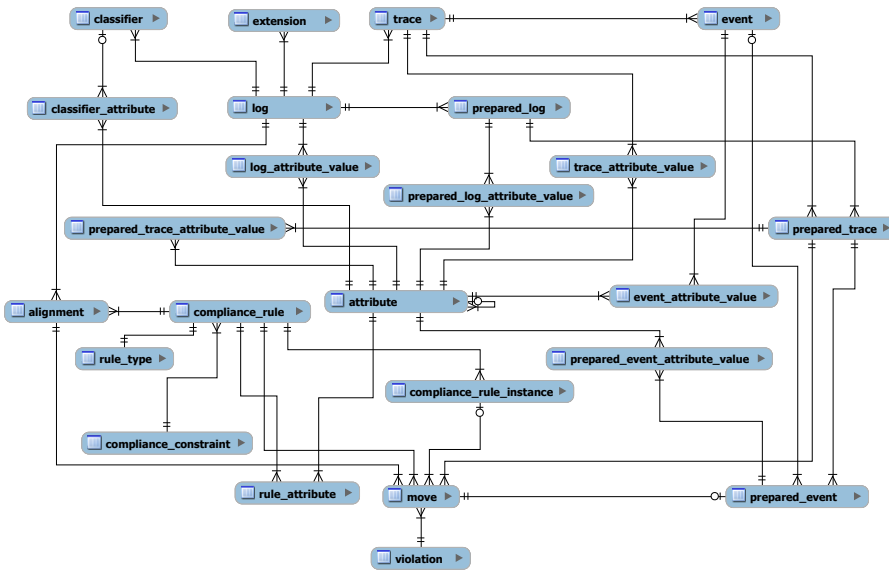 classifier
extension
trace
event
classifier_attribute
log
prepared_log
log_attribute_value
trace_attribute_value
prepared_log_attribute_value
prepared_trace_attribute_value
prepared_trace
attribute
event_attribute_value
alignment
compliance_rule
rule_type
prepared_event_attribute_value
compliance_rule_instance
compliance_constraint
rule_attribute
move
prepared_event
violation